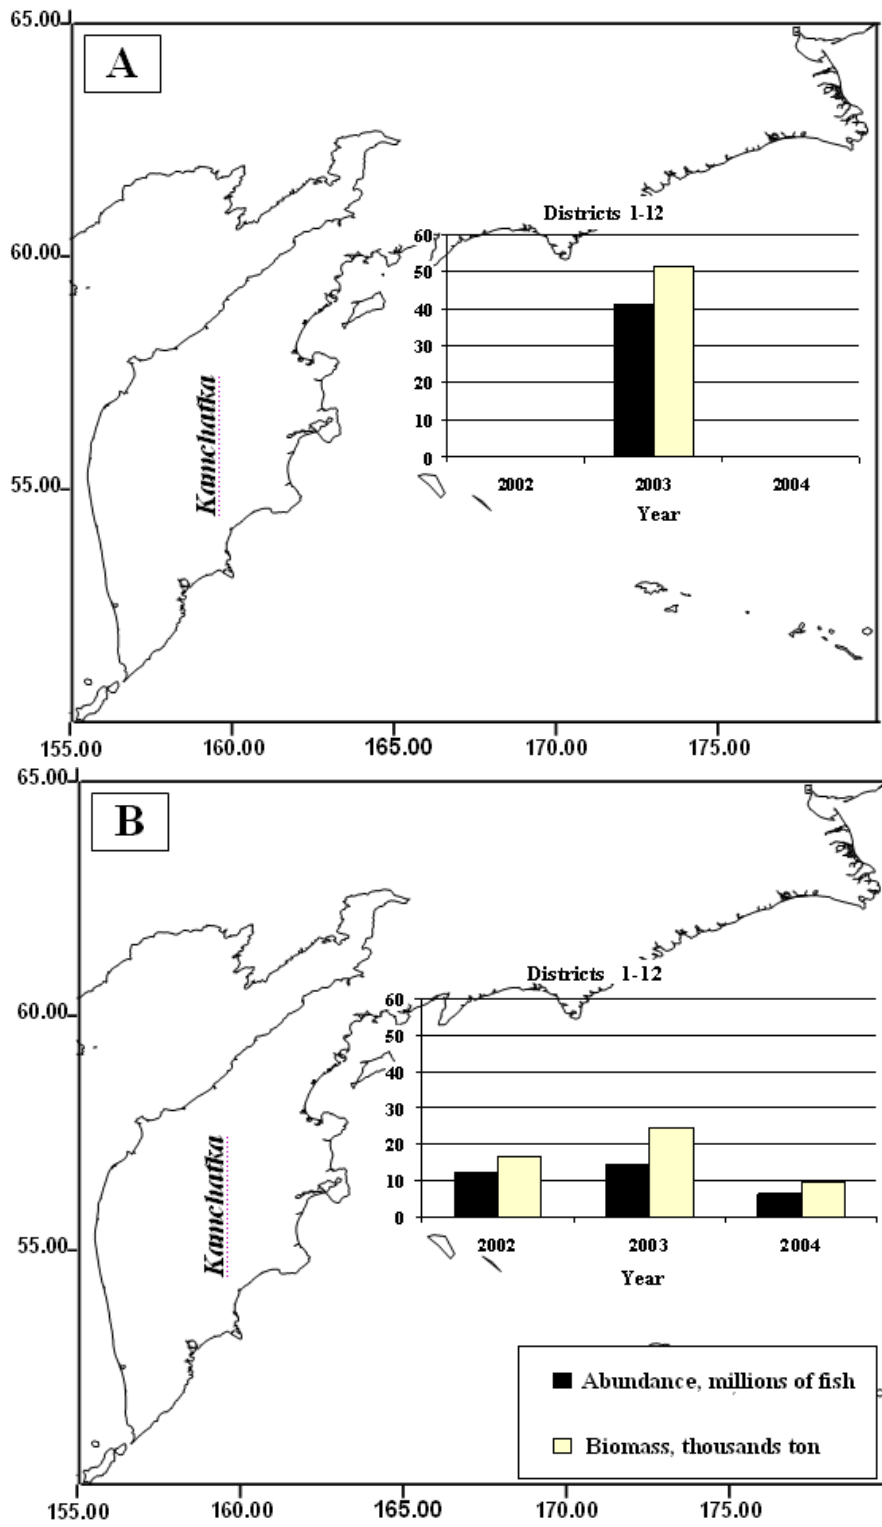 65.00
A
60.00
Districts 1-12
60
50
40
30
20
10
0
Kamchatka
55.00
2002 2003 2004
Year
155.00 160.00 165.00 170.00 175.00
65.00
B
60.00
Districts 1-12
60
50
40
30
20
10
0
Kamchatka
55.00
2002 2003 2004
Year
Abundance, millions of fish
Biomass, thousands ton
155.00 160.00 165.00 170.00 175.00